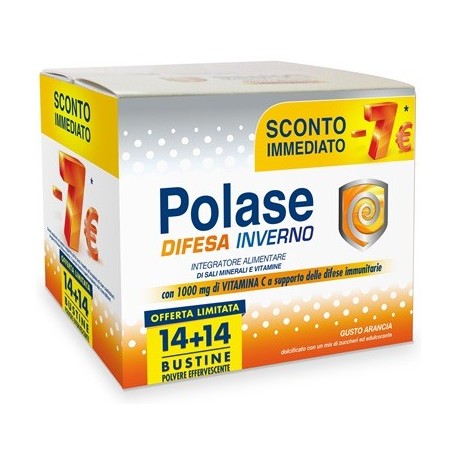 SCONTO
IMMEDIATO
-7€*
Polase
DIFESA INVERNO
INTEGRATORE ALIMENTARE
DI SALI MINERALI E VITAMINE
con 1000 mg di VITAMINA C a supporto delle difese immunitarie
OFFERTA LIMITATA
14+14
BUSTINE
POLVERE EFFERVESCENTE
GUSTO ARANCIA
dolcificato con un mix di zuccheri ed edulcorante
SCONTO
IMMEDIATO
-7€*
OFFERTA LIMITATA
14+14
BUSTINE
POLVERE EFFERVESCENTE